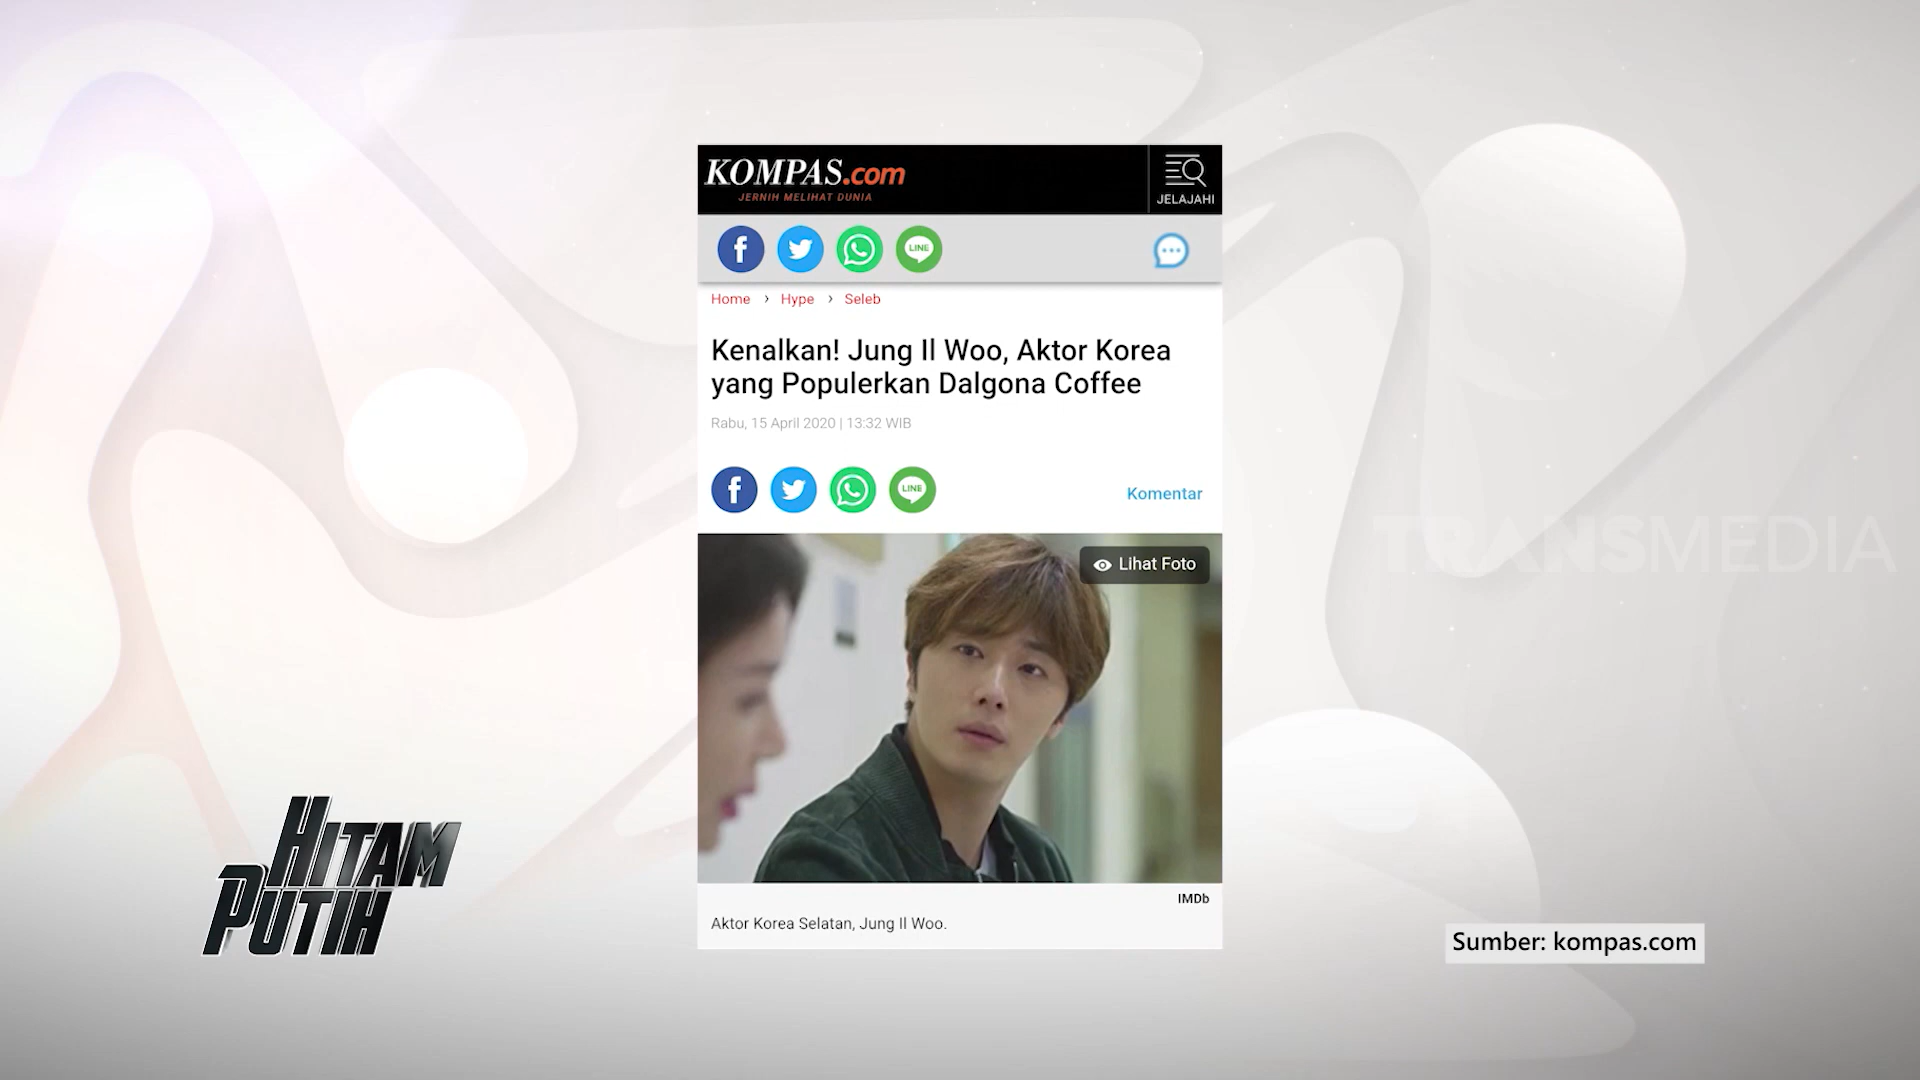 KOMPAS.com
JERNIH MELIHAT DUNIA
JELAJAHI
LINE
Home › Hype › Seleb
Kenalkan! Jung Il Woo, Aktor Korea
yang Populerkan Dalgona Coffee
Rabu, 15 April 2020 | 13:32 WIB
LINE
Komentar
Lihat Foto
IMDb
Aktor Korea Selatan, Jung Il Woo.
TRANSMEDIA
HITAM
PUTIH
Sumber: kompas.com